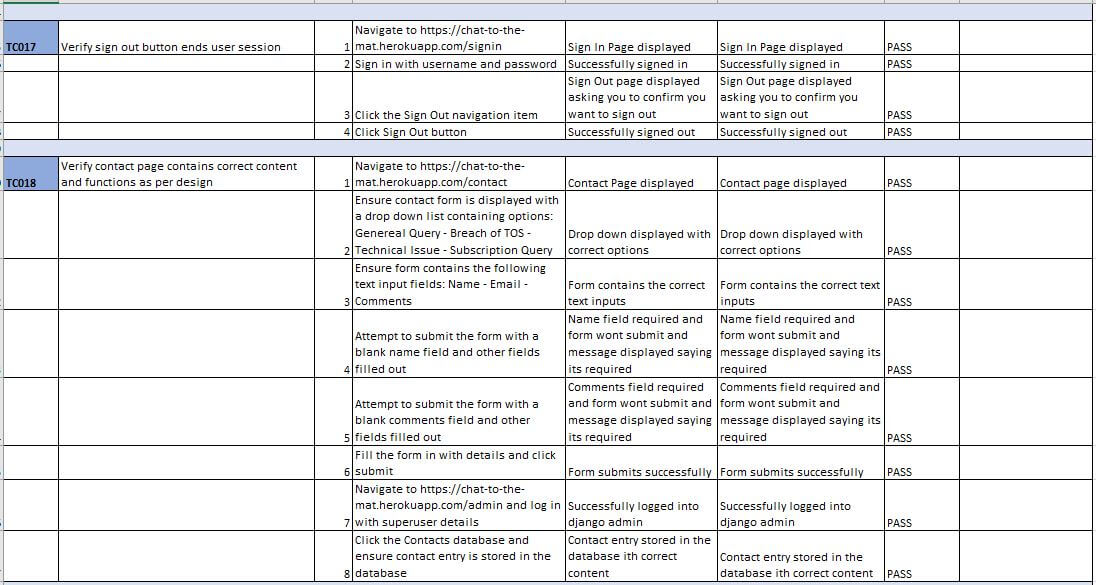 TC017 Verify sign out button ends user session 1 Navigate to https://chat-to-the-
mat.herokuapp.com/signin Sign In Page displayed Sign In Page displayed PASS
2 Sign in with username and password Successfully signed in Successfully signed in PASS
3 Click the Sign Out navigation item
Sign Out page displayed
asking you to confirm you
want to sign out
Sign Out page displayed
asking you to confirm you
want to sign out
PASS
4 Click Sign Out button Successfully signed out Successfully signed out PASS
TC018
Verify contact page contains correct content
and functions as per design
1 Navigate to https://chat-to-the-
mat.herokuapp.com/contact
Contact Page displayed
Contact page displayed
PASS
2 Ensure contact form is displayed with
a drop down list containing options:
Genereal Query - Breach of TOS -
Technical Issue - Subscription Query
Drop down displayed with
correct options
Drop down displayed with
correct options
PASS
3 Ensure form contains the following
text input fields: Name - Email -
Comments
Form contains the correct
text inputs
Form contains the correct text
inputs
PASS
4 Attempt to submit the form with a
blank name field and other fields
filled out
Name field required and
form wont submit and
message displayed saying
its required
Name field required and
form wont submit and
message displayed saying its
required
PASS
5 Attempt to submit the form with a
blank comments field and other
fields filled out
Comments field required
and form wont submit and
message displayed saying
its required
Comments field required and
form wont submit and
message displayed saying its
required
PASS
6 Fill the form in with details and click
submit
Form submits successfully
Form submits successfully
PASS
7 Navigate to https://chat-to-the-
mat.herokuapp.com/admin and log in
with superuser details
Successfully logged into
django admin
Successfully logged into
django admin
PASS
8 Click the Contacts database and
ensure contact entry is stored in the
database
Contact entry stored in the
database ith correct
content
Contact entry stored in the
database ith correct content
PASS